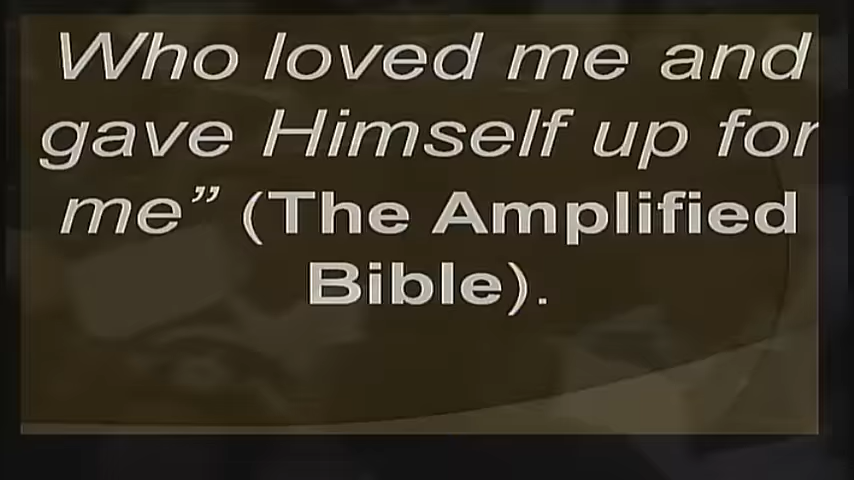 Who loved me and
gave Himself up for
me” (The Amplified
Bible).